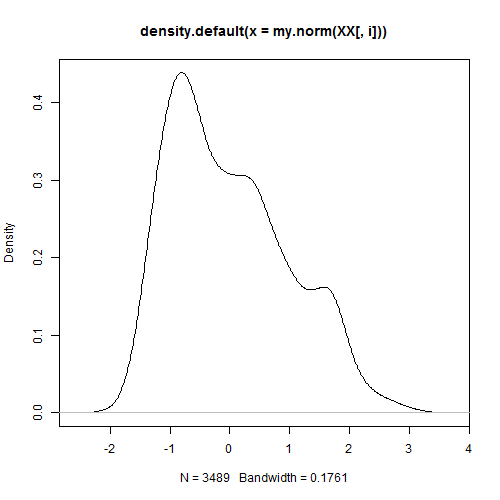 density.default(x = my.norm(XX[, i]))
Density
0.4
0.3
0.2
0.1
0.0
-2 -1 0 1 2 3 4
N = 3489 Bandwidth = 0.1761